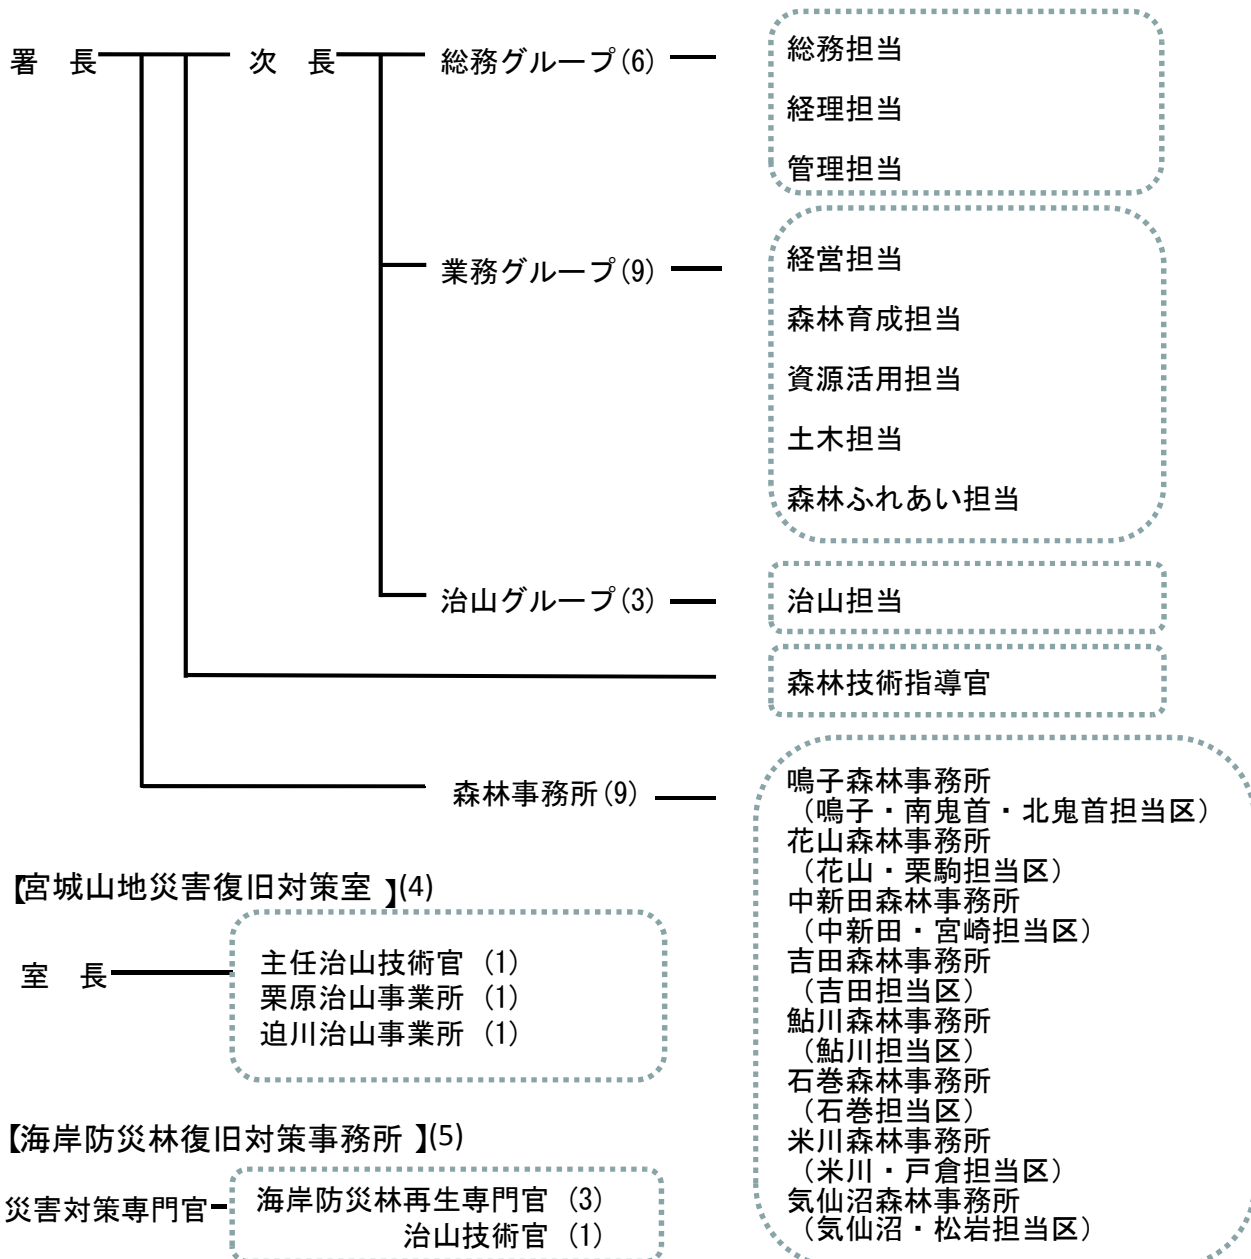 署　長
次　長
総務グループ(6)
総務担当
経理担当
管理担当
業務グループ(9)
経営担当
森林育成担当
資源活用担当
土木担当
森林ふれあい担当
治山グループ(3)
治山担当
森林技術指導官
森林事務所(9)
鳴子森林事務所
（鳴子・南鬼首・北鬼首担当区）
花山森林事務所
（花山・栗駒担当区）
中新田森林事務所
（中新田・宮崎担当区）
吉田森林事務所
（吉田担当区）
鮎川森林事務所
（鮎川担当区）
石巻森林事務所
（石巻担当区）
米川森林事務所
（米川・戸倉担当区）
気仙沼森林事務所
（気仙沼・松岩担当区）
【宮城山地災害復旧対策室】(4)
室　長
主任治山技術官（1）
栗原治山事業所（1）
迫川治山事業所（1）
【海岸防災林復旧対策事務所】(5)
災害対策専門官
海岸防災林再生専門官（3）
治山技術官（1）